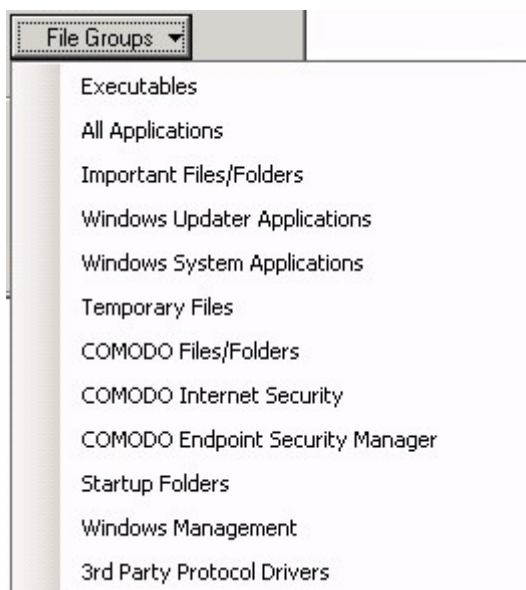 File Groups
Executables
All Applications
Important Files/Folders
Windows Updater Applications
Windows System Applications
Temporary Files
COMODO Files/Folders
COMODO Internet Security
COMODO Endpoint Security Manager
Startup Folders
Windows Management
3rd Party Protocol Drivers